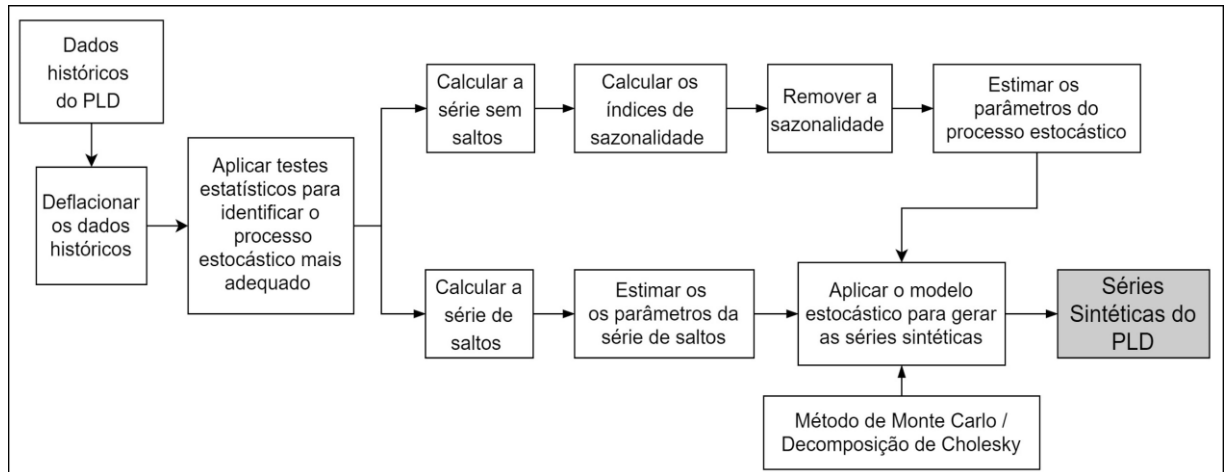 Dados
históricos
do PLD
Deflacionar
os dados
históricos
Aplicar testes
estatísticos para
identificar o
processo
estocástico mais
adequado
Calcular a
série sem
saltos
Calcular os
índices de
sazonalidade
Remover a
sazonalidade
Estimar os
parâmetros do
processo estocástico
Calcular a
série de
saltos
Estimar os
os parâmetros da
série de saltos
Aplicar o modelo
estocástico para gerar
as séries sintéticas
Séries
Sintéticas do
PLD
Método de Monte Carlo /
Decomposição de Cholesky